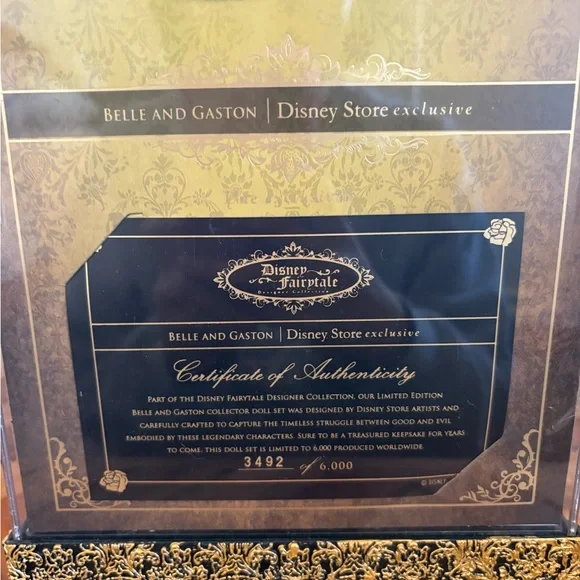 BELLE AND GASTON | Disney Store exclusive
Disney
Fairytale
Designer Collection
BELLE AND GASTON | Disney Store exclusive
Certificate of Authenticity
PART OF THE DISNEY FAIRYTALE DESIGNER COLLECTION, OUR LIMITED EDITION
BELLE AND GASTON COLLECTOR DOLL SET WAS DESIGNED BY DISNEY STORE ARTISTS AND
CAREFULLY CRAFTED TO CAPTURE THE TIMELESS STRUGGLE BETWEEN GOOD AND EVIL
EMBODIED BY THESE LEGENDARY CHARACTERS. SURE TO BE A TREASURED KEEPSAKE FOR YEARS
TO COME, THIS DOLL SET IS LIMITED TO 6,000 PRODUCED WORLDWIDE.
3492 of 6,000
© DISNEY